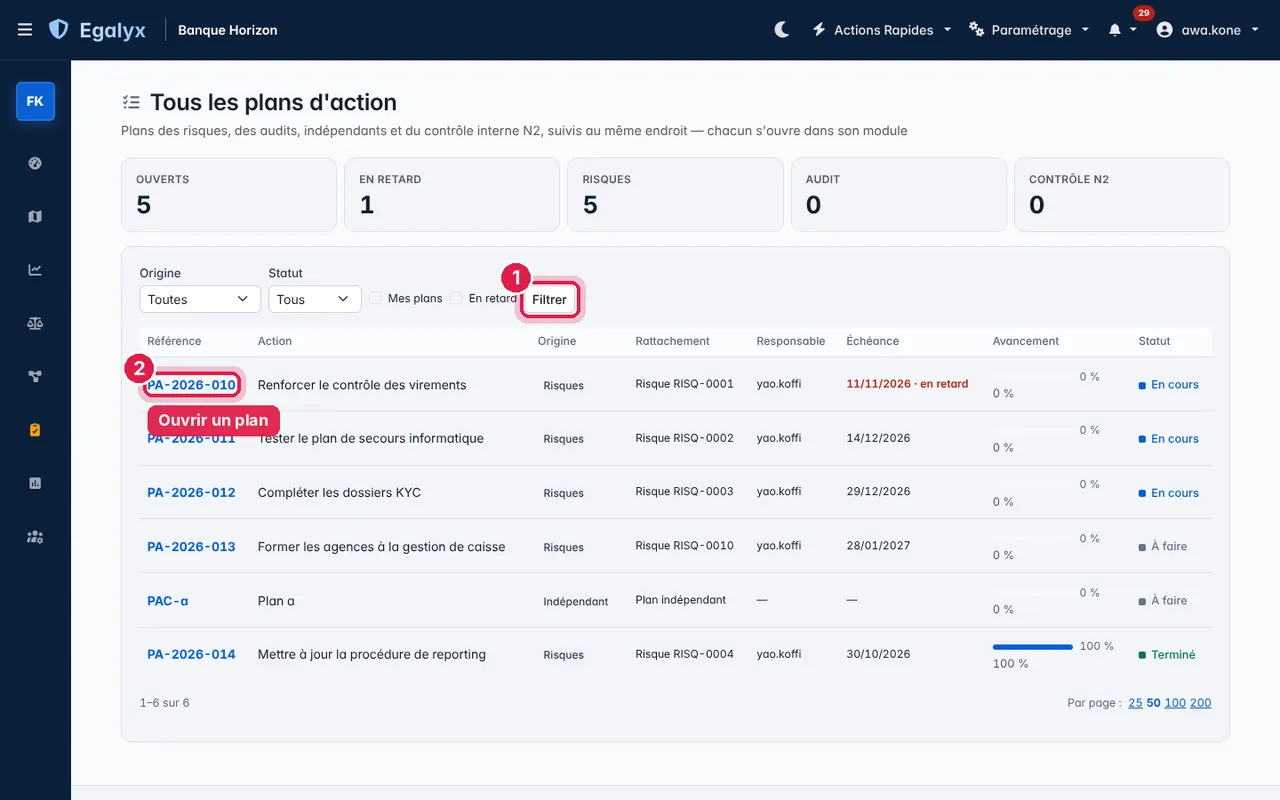 Egalyx
Banque Horizon
Actions Rapides
Paramétrage
29
awa.kone
FK
Tous les plans d'action
Plans des risques, des audits, indépendants et du contrôle interne N2, suivis au même endroit — chacun s'ouvre dans son module
OUVERTS
5
EN RETARD
1
RISQUES
5
AUDIT
0
CONTRÔLE N2
0
Origine
Statut
Toutes
Tous
Mes plans
En retard
1
Filtrer
Référence Action Origine Rattachement Responsable Échéance Avancement Statut
2
PA-2026-010 Renforcer le contrôle des virements Risques Risque RISQ-0001 yao.koffi 11/11/2026 · en retard 0 % 0 % En cours
Ouvrir un plan
PA-2026-011 Tester le plan de secours informatique Risques Risque RISQ-0002 yao.koffi 14/12/2026 0 % 0 % En cours
PA-2026-012 Compléter les dossiers KYC Risques Risque RISQ-0003 yao.koffi 29/12/2026 0 % 0 % En cours
PA-2026-013 Former les agences à la gestion de caisse Risques Risque RISQ-0010 yao.koffi 28/01/2027 0 % 0 % À faire
PAC-a Plan a Indépendant Plan indépendant — — 0 % 0 % À faire
PA-2026-014 Mettre à jour la procédure de reporting Risques Risque RISQ-0004 yao.koffi 30/10/2026 100 % 100 % Terminé
1–6 sur 6
Par page : 25 50 100 200